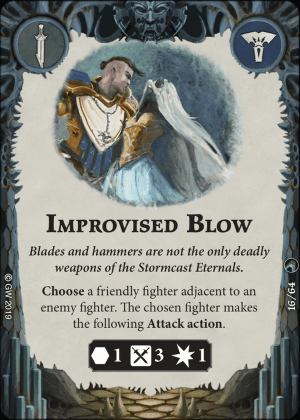 IMPROVISED BLOW
Blades and hammers are not the only deadly
weapons of the Stormcast Eternals.
Choose a friendly fighter adjacent to an
enemy fighter. The chosen fighter makes
the following Attack action.
1 3 1
© GW 2019
16/64